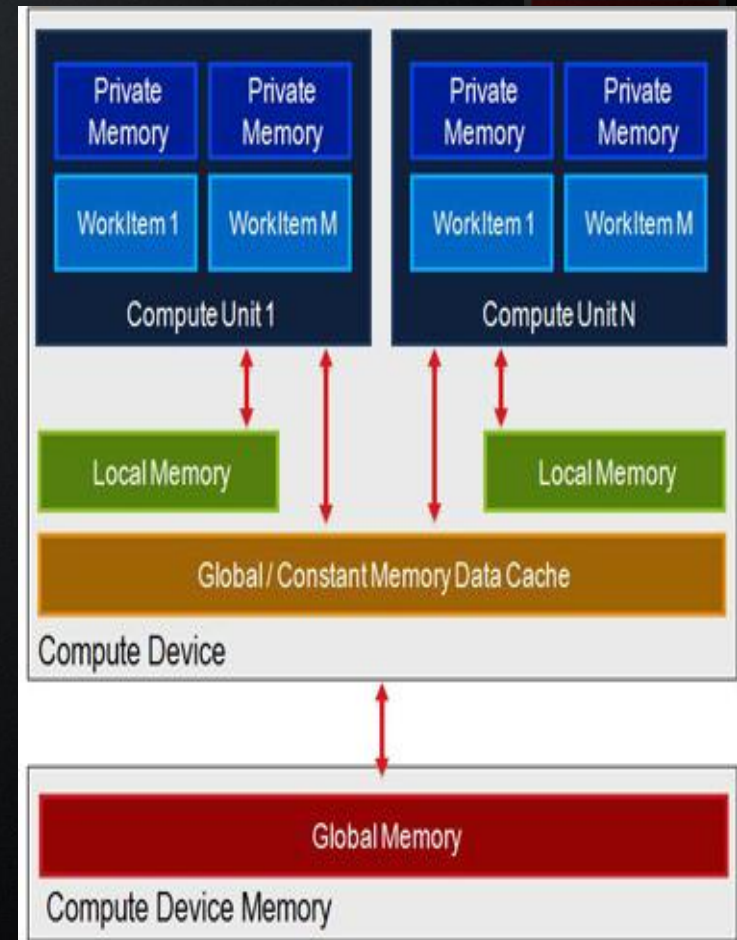 Private Memory
Private Memory
Private Memory
Private Memory
WorkItem 1
WorkItem M
WorkItem 1
WorkItem M
Compute Unit 1
Compute Unit N
Local Memory
Local Memory
Global / Constant Memory Data Cache
Compute Device
Global Memory
Compute Device Memory